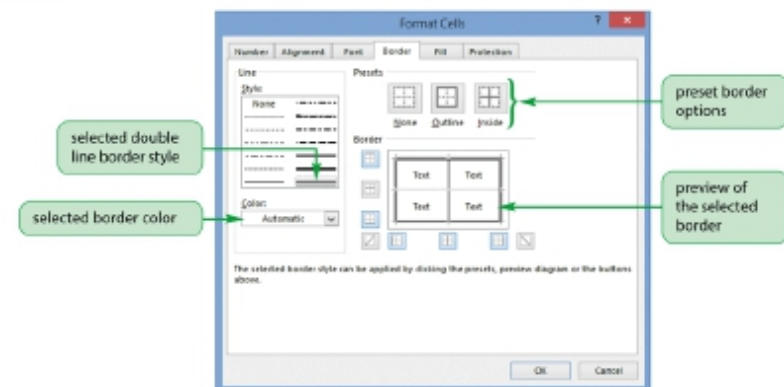 Format Cells
?
Number Alignment Font Border Fill Protection
Line
Style:
None
Color:
Automatic
Presets
None Outline Inside
Border
Text Text
Text Text
The selected border style can be applied by clicking the presets, preview diagram or the buttons
above.
OK Cancel
selected double
line border style
selected border color
preset border
options
preview of
the selected
border